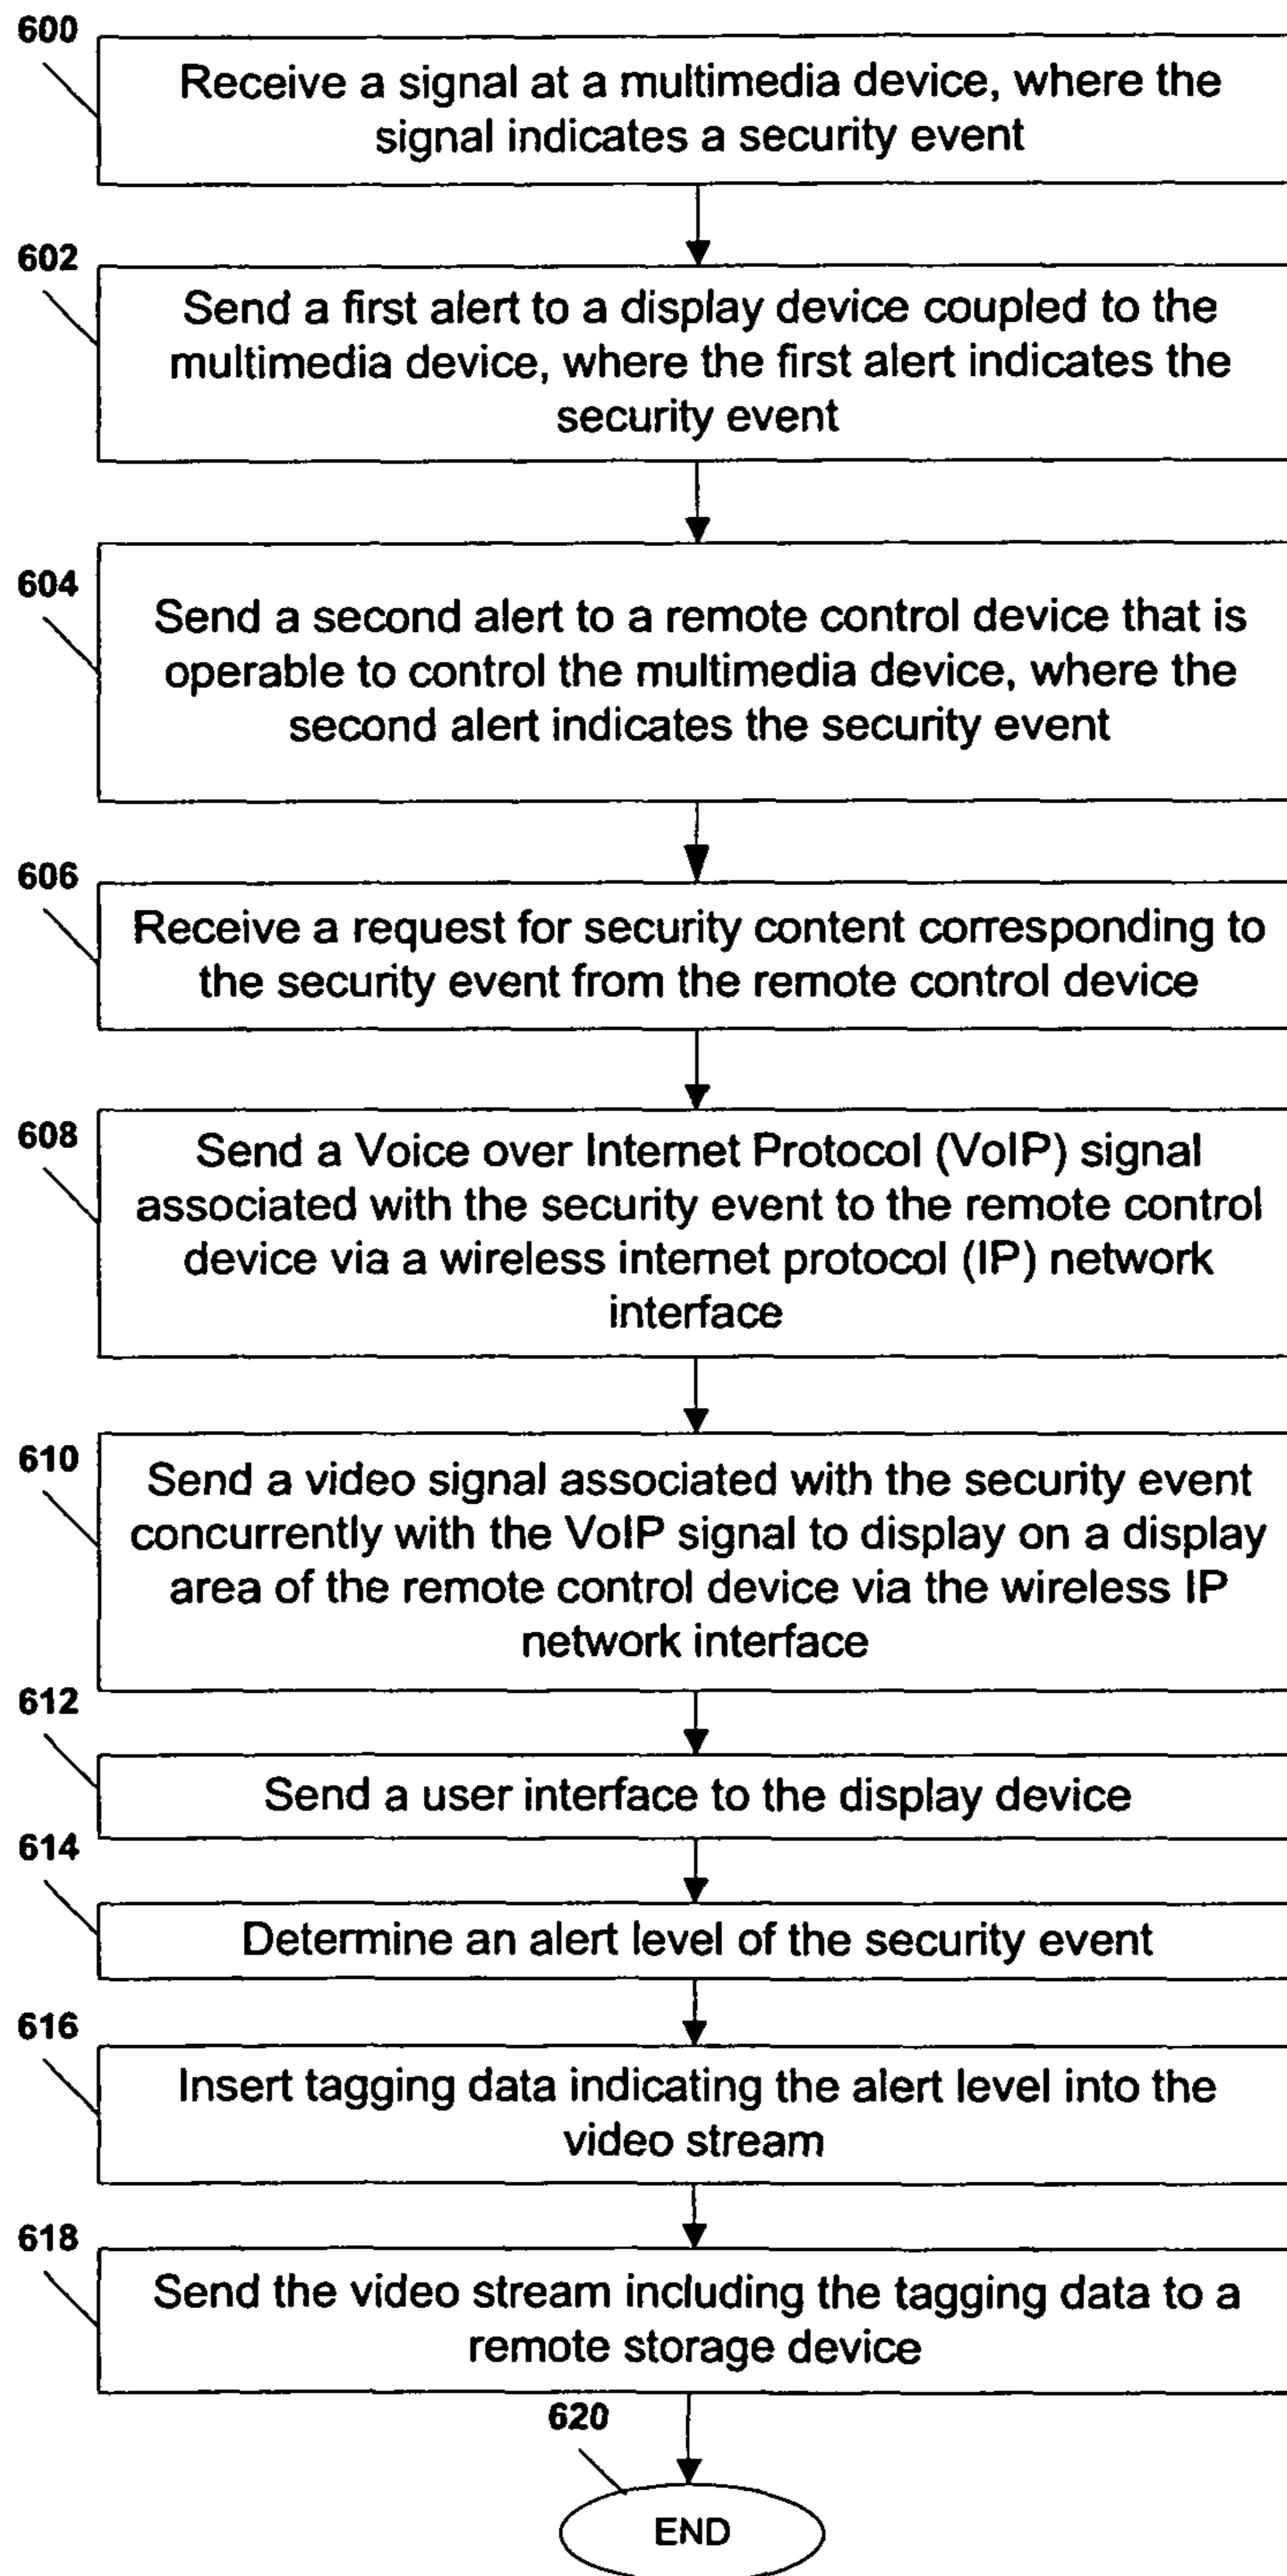 600
Receive a signal at a multimedia device, where the
signal indicates a security event
602
Send a first alert to a display device coupled to the
multimedia device, where the first alert indicates the
security event
604
Send a second alert to a remote control device that is
operable to control the multimedia device, where the
second alert indicates the security event
606
Receive a request for security content corresponding to
the security event from the remote control device
608
Send a Voice over Internet Protocol (VoIP) signal
associated with the security event to the remote control
device via a wireless internet protocol (IP) network
interface
610
Send a video signal associated with the security event
concurrently with the VoIP signal to display on a display
area of the remote control device via the wireless IP
network interface
612
Send a user interface to the display device
614
Determine an alert level of the security event
616
Insert tagging data indicating the alert level into the
video stream
618
Send the video stream including the tagging data to a
remote storage device
620
END